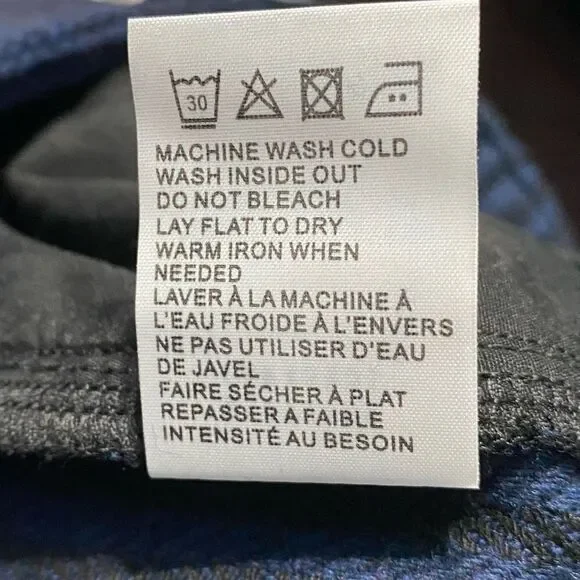 30
MACHINE WASH COLD
WASH INSIDE OUT
DO NOT BLEACH
LAY FLAT TO DRY
WARM IRON WHEN
NEEDED
LAVER À LA MACHINE À
L'EAU FROIDE À L'ENVERS
NE PAS UTILISER D'EAU
DE JAVEL
FAIRE SÉCHER À PLAT
REPASSER A FAIBLE
INTENSITÉ AU BESOIN